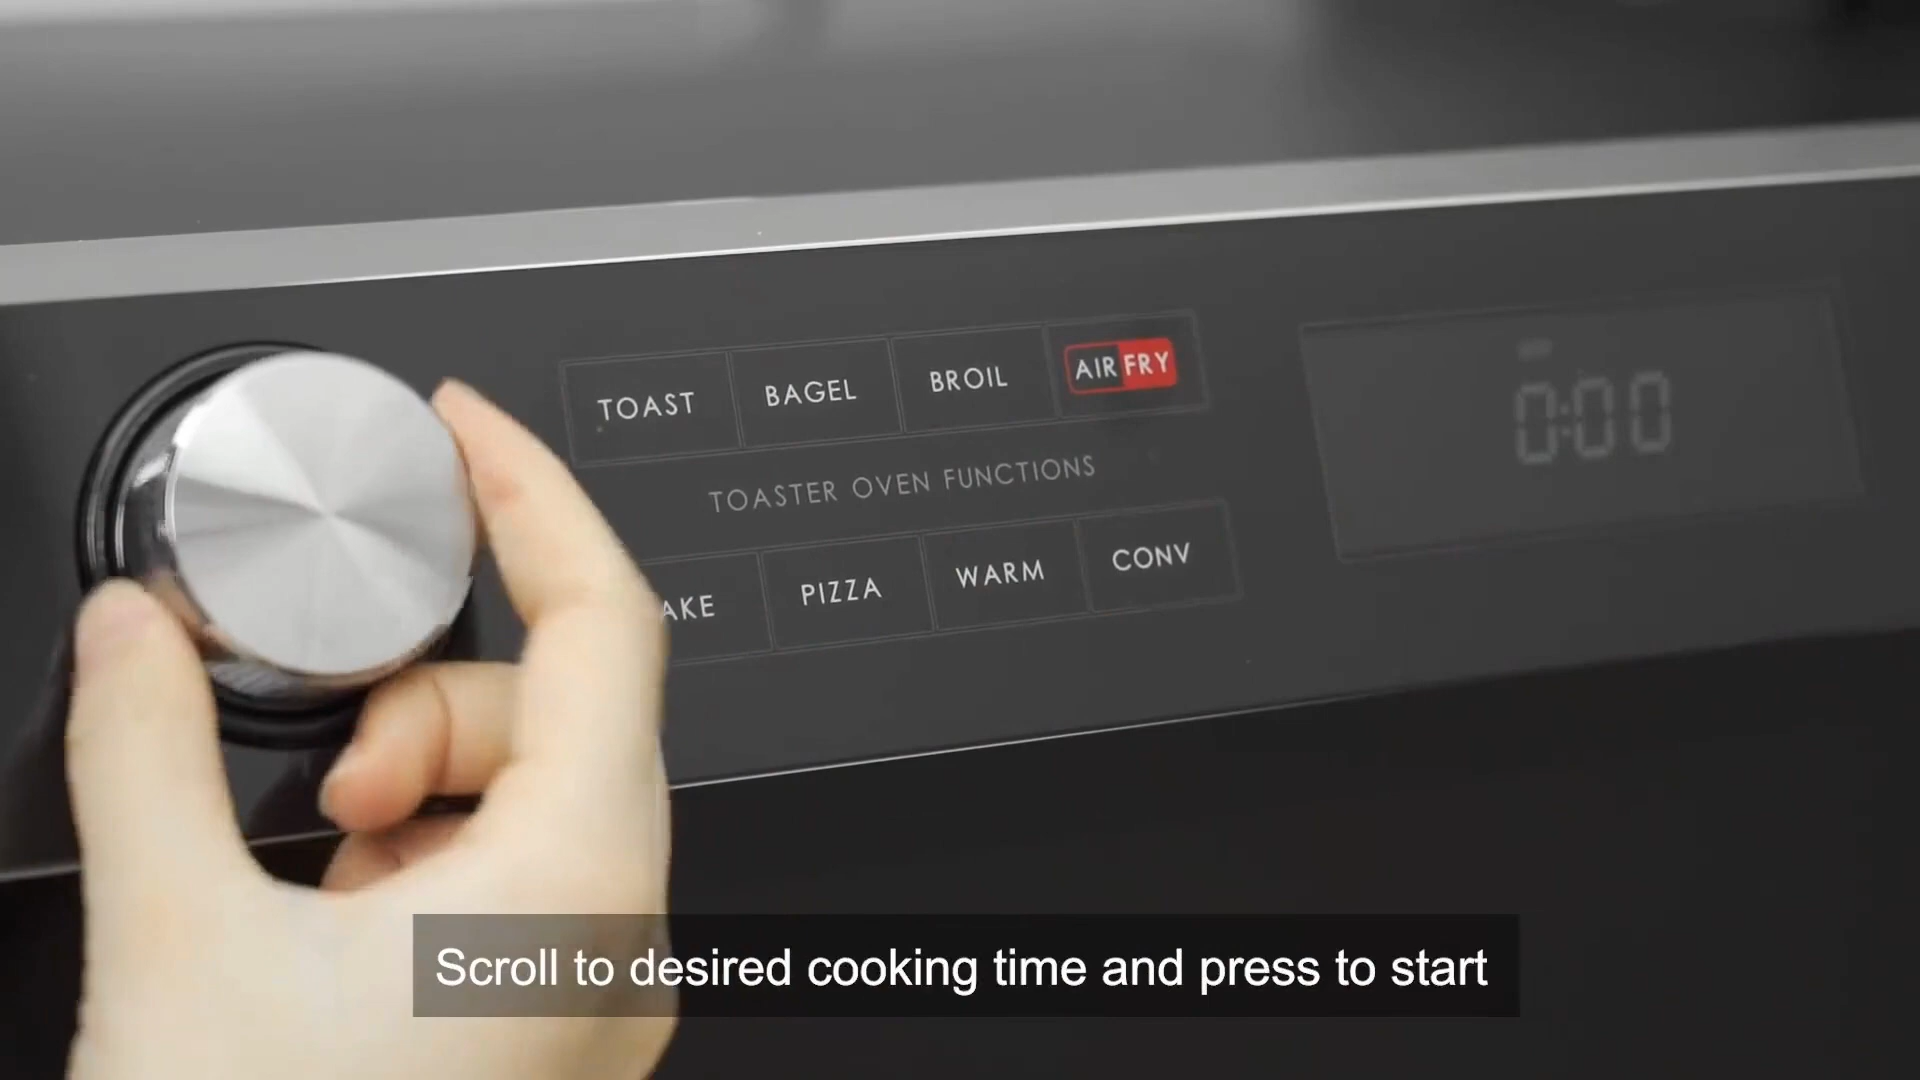 TOAST BAGEL BROIL AIR FRY
TOASTER OVEN FUNCTIONS
AKE PIZZA WARM CONV
0:00
Scroll to desired cooking time and press to start